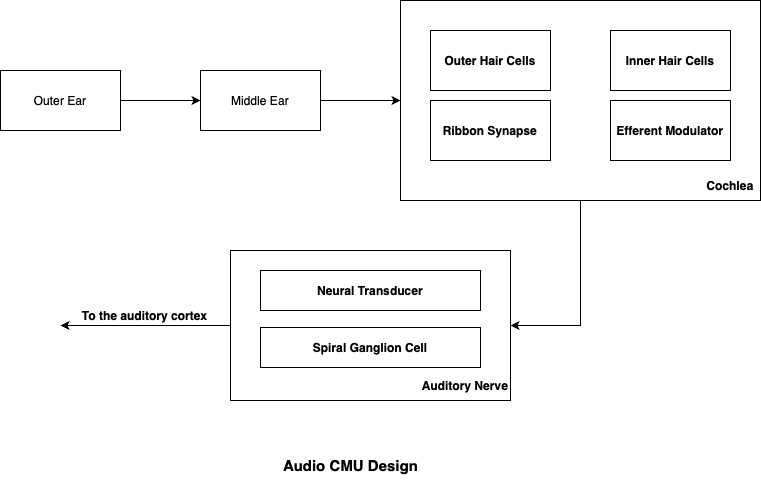 Outer Ear
Middle Ear
Outer Hair Cells
Inner Hair Cells
Ribbon Synapse
Efferent Modulator
Cochlea
Neural Transducer
To the auditory cortex
Spiral Ganglion Cell
Auditory Nerve
Audio CMU Design